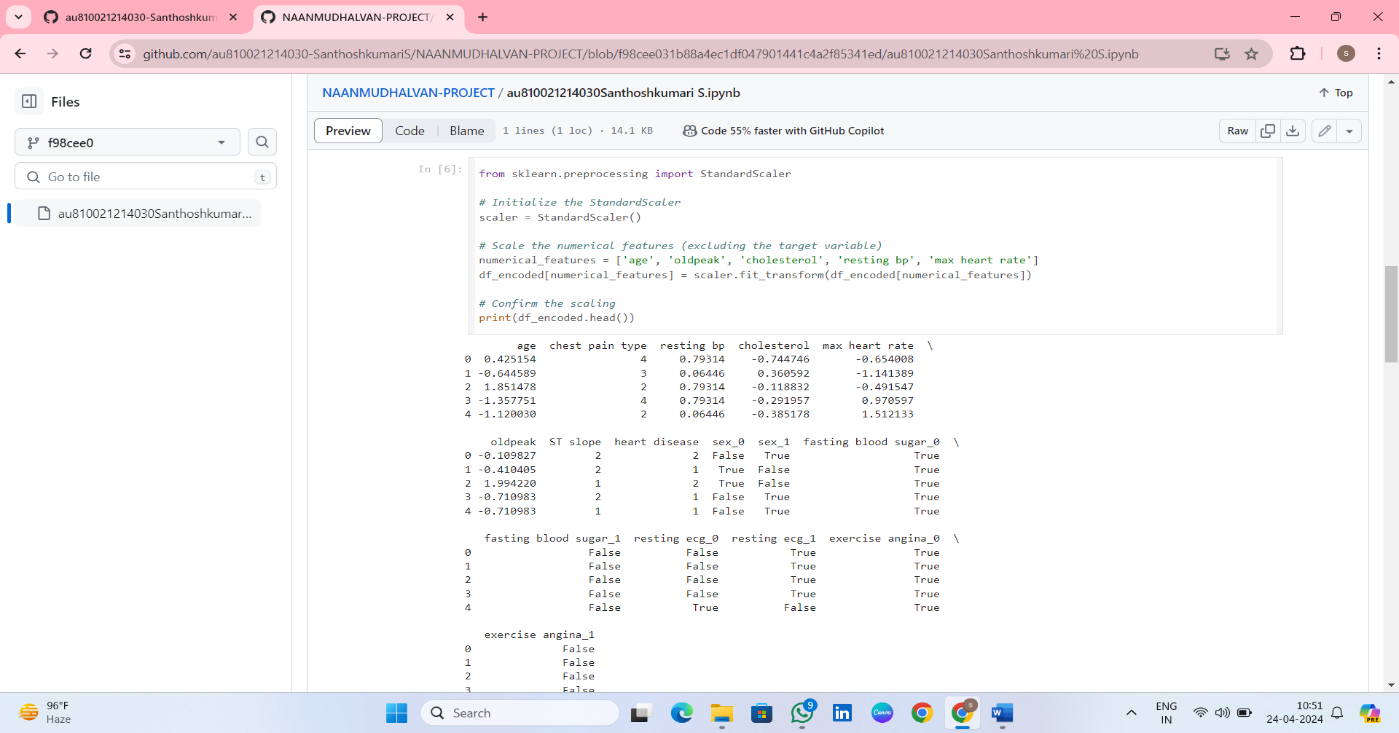 au810021214030-Santhoshkum
NAANMUDHALVAN-PROJECT/
github.com/au810021214030-SanthoshkumariS/NAANMUDHALVAN-PROJECT/blob/f98cee031b88a4ec1df047901441c4a2f85341ed/au810021214030Santhoshkumari%20S.ipynb
S
Files
f98cee0
Go to file
t
au810021214030Santhoshkumar...
NAANMUDHALVAN-PROJECT / au810021214030Santhoshkumari S.ipynb
Top
Preview Code Blame 1 lines (1 loc) · 14.1 KB Code 55% faster with GitHub Copilot
Raw
In [6]:
from sklearn.preprocessing import StandardScaler
# Initialize the StandardScaler
scaler = StandardScaler()
# Scale the numerical features (excluding the target variable)
numerical_features = ['age', 'oldpeak', 'cholesterol', 'resting bp', 'max heart rate']
df_encoded[numerical_features] = scaler.fit_transform(df_encoded[numerical_features])
# Confirm the scaling
print(df_encoded.head())
age chest pain type resting bp cholesterol max heart rate \
0 0.425154 4 0.79314 -0.744746 -0.654008
1 -0.644589 3 0.06446 0.360592 -1.141389
2 1.851478 2 0.79314 -0.118832 -0.491547
3 -1.357751 4 0.79314 -0.291957 0.970597
4 -1.120030 2 0.06446 -0.385178 1.512133
oldpeak ST slope heart disease sex_0 sex_1 fasting blood sugar_0 \
0 -0.109827 2 2 False True True
1 -0.410405 2 1 True False True
2 1.994220 1 2 True False True
3 -0.710983 2 1 False True True
4 -0.710983 1 1 False True True
fasting blood sugar_1 resting ecg_0 resting ecg_1 exercise angina_0 \
0 False False True True
1 False False True True
2 False False True True
3 False False True True
4 False True False True
exercise angina_1
0 False
1 False
2 False
3 False
96°F
Haze
Search
9
in
Canva
S
W
ENG
IN
10:51
24-04-2024
PRE